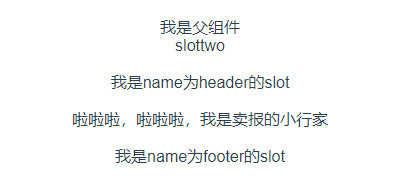 我是父组件
slottwo
我是name为header的slot
啦啦啦，啦啦啦，我是卖报的小行家
我是name为footer的slot